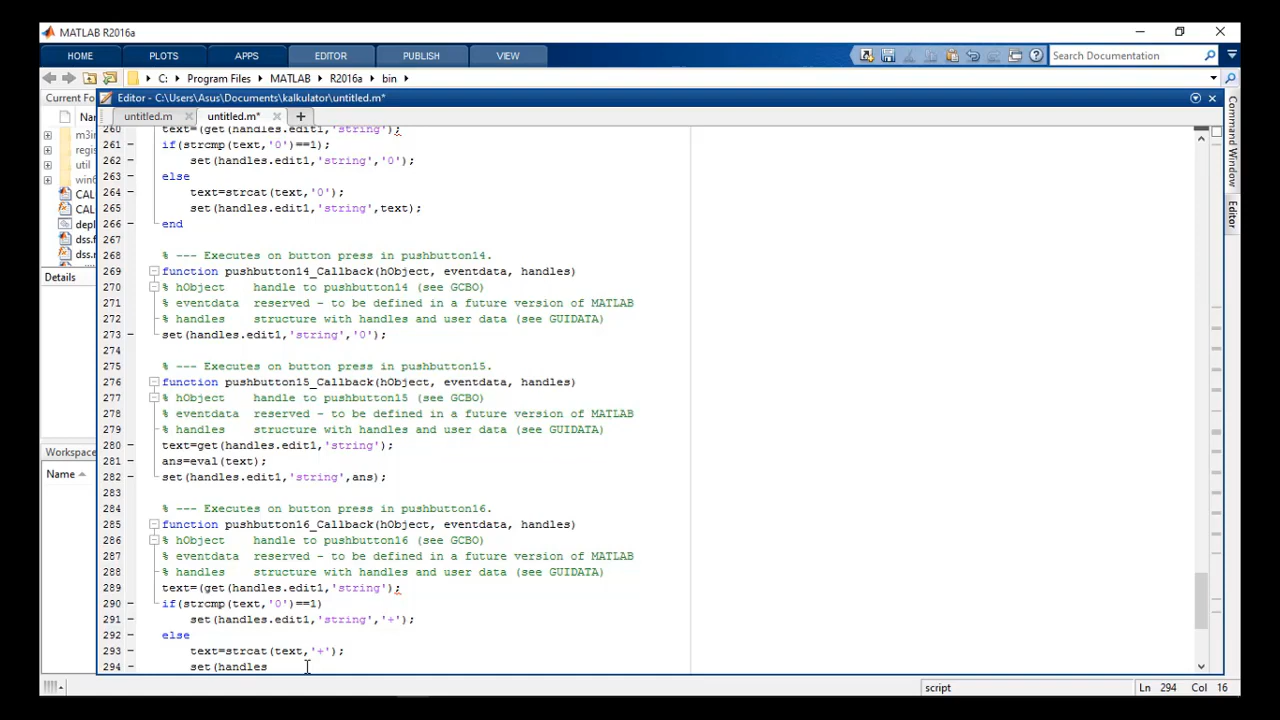 MATLAB R2016a
HOME PLOTS APPS EDITOR PUBLISH VIEW Search Documentation
C: Program Files MATLAB R2016a bin
Current Fo Editor - C:\Users\Asus\Documents\kalkulator\untitled.m*
untitled.m untitled.m*
Command Window
Editor
m3in
regis
util
CAL
CAL
depl
dss.f
dss.n
Details
Workspace
Name
260 text=(get(handles.edit1,'string');
261 if(strcmp(text,'0')==1);
262 set(handles.edit1,'string','0');
263 else
264 text=strcat(text,'0');
265 set(handles.edit1,'string',text);
266 end
267
268 % --- Executes on button press in pushbutton14.
269 function pushbutton14_Callback(hObject, eventdata, handles)
270 % hObject    handle to pushbutton14 (see GCBO)
271 % eventdata  reserved - to be defined in a future version of MATLAB
272 % handles    structure with handles and user data (see GUIDATA)
273 set(handles.edit1,'string','0');
274
275 % --- Executes on button press in pushbutton15.
276 function pushbutton15_Callback(hObject, eventdata, handles)
277 % hObject    handle to pushbutton15 (see GCBO)
278 % eventdata  reserved - to be defined in a future version of MATLAB
279 % handles    structure with handles and user data (see GUIDATA)
280 text=get(handles.edit1,'string');
281 ans=eval(text);
282 set(handles.edit1,'string',ans);
283
284 % --- Executes on button press in pushbutton16.
285 function pushbutton16_Callback(hObject, eventdata, handles)
286 % hObject    handle to pushbutton16 (see GCBO)
287 % eventdata  reserved - to be defined in a future version of MATLAB
288 % handles    structure with handles and user data (see GUIDATA)
289 text=(get(handles.edit1,'string');
290 if(strcmp(text,'0')==1)
291 set(handles.edit1,'string','+');
292 else
293 text=strcat(text,'+');
294 set(handles
script Ln 294 Col 16